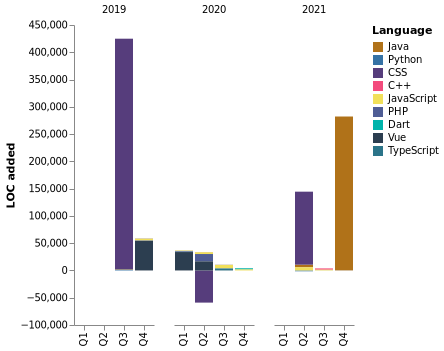 2019 2020 2021
450,000
400,000
350,000
300,000
250,000
200,000
150,000
100,000
50,000
0
−50,000
−100,000
LOC added
Q1 Q2 Q3 Q4 Q1 Q2 Q3 Q4 Q1 Q2 Q3 Q4
Language
Java
Python
CSS
C++
JavaScript
PHP
Dart
Vue
TypeScript